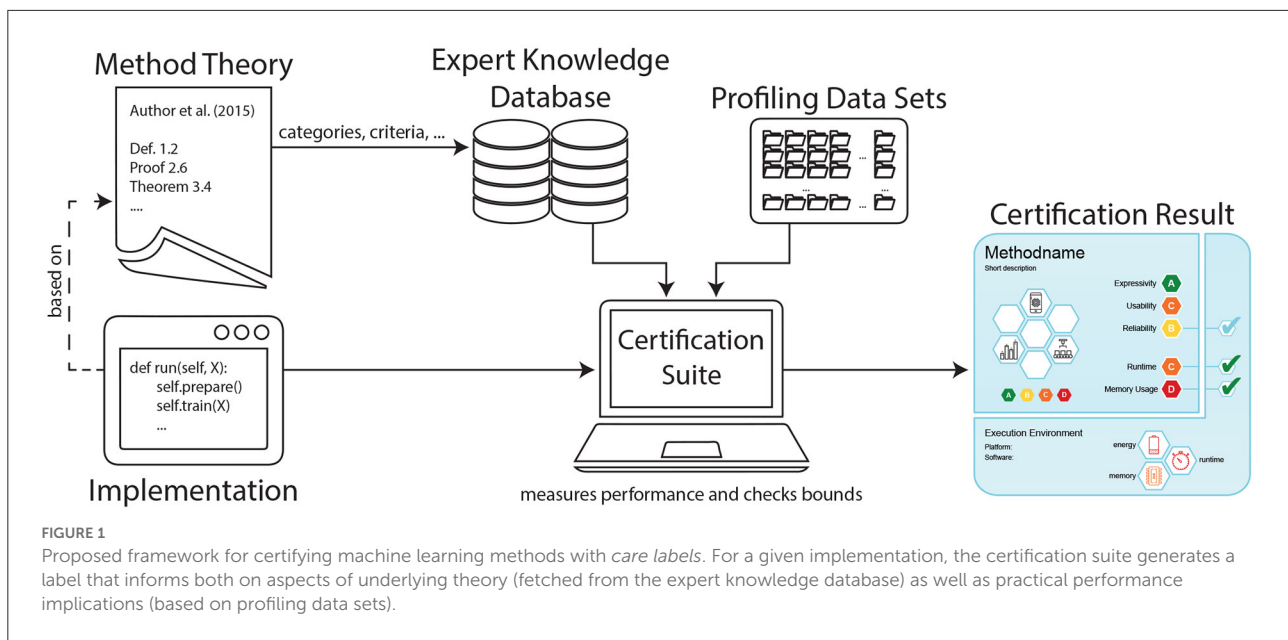 Method Theory
Author et al. (2015)
Def. 1.2
Proof 2.6
Theorem 3.4
....
categories, criteria, ...
Expert Knowledge
Database
Profiling Data Sets
...
...
...
...
...
based on
def run(self, X):
self.prepare()
self.train(X)
...
Implementation
Certification
Suite
measures performance and checks bounds
Certification Result
Methodname
Short description
Expressivity A
Usability C
Reliability B
Runtime C
Memory Usage D
A B C D
Execution Environment
Platform:
Software:
energy
runtime
memory
FIGURE 1
Proposed framework for certifying machine learning methods with care labels. For a given implementation, the certification suite generates a
label that informs both on aspects of underlying theory (fetched from the expert knowledge database) as well as practical performance
implications (based on profiling data sets).